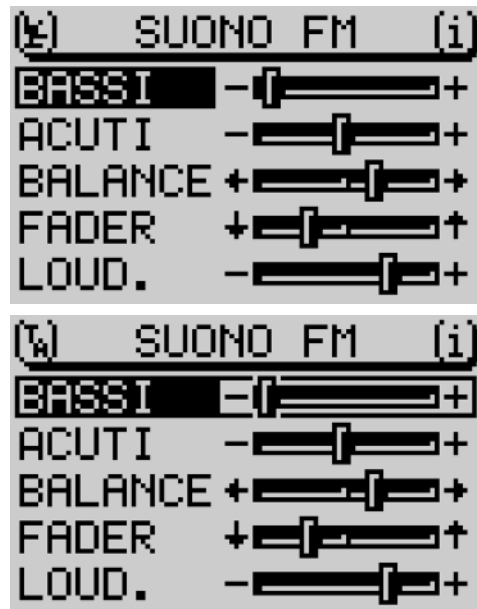 SUONO FM (i)
BASSI - +
ACUTI - +
BALANCE
FADER
LOUD. - +
SUONO FM (i)
BASSI - +
ACUTI - +
BALANCE
FADER
LOUD. - +